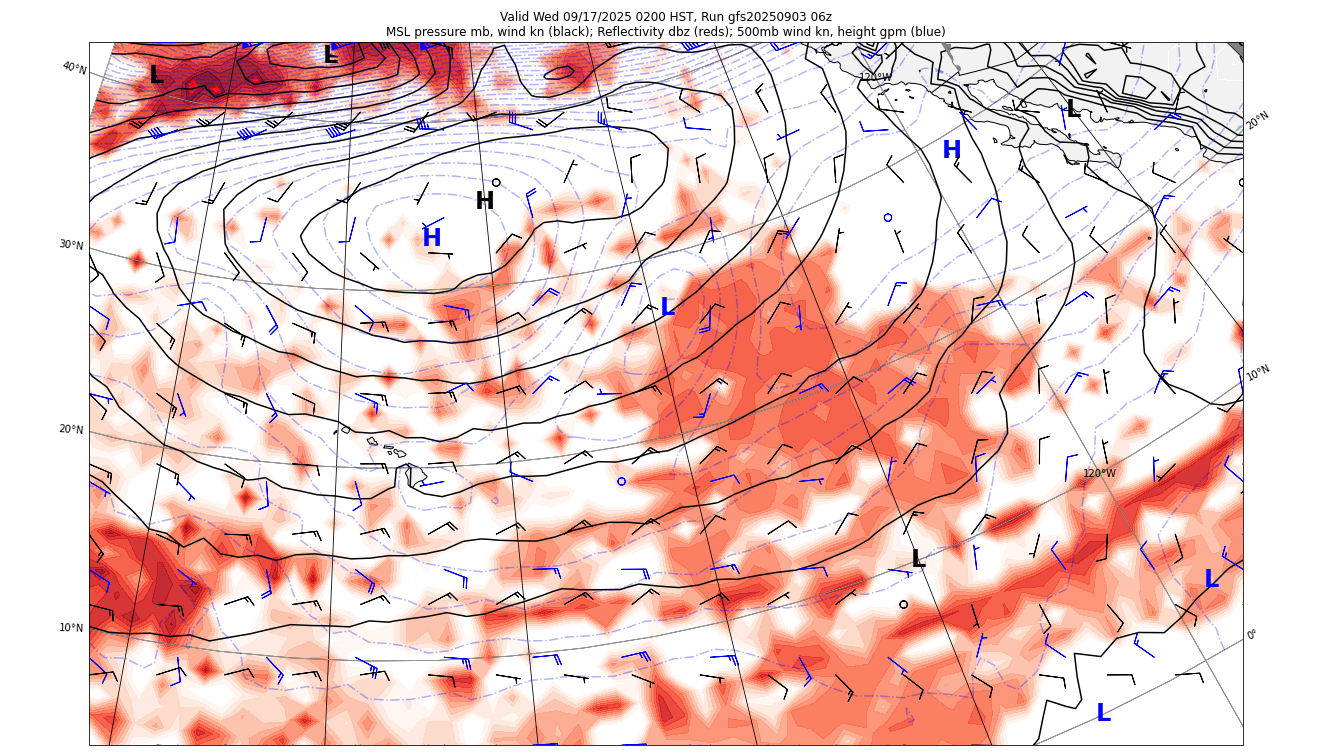 Valid Wed 09/17/2025 0200 HST, Run gfs20250903 06z
MSL pressure mb, wind kn (black); Reflectivity dbz (reds); 500mb wind kn, height gpm (blue)
L
L
40°N
120°W
L
20°N
H
H
H
30°N
L
10°N
20°N
120°W
L
L
10°N
0°
L